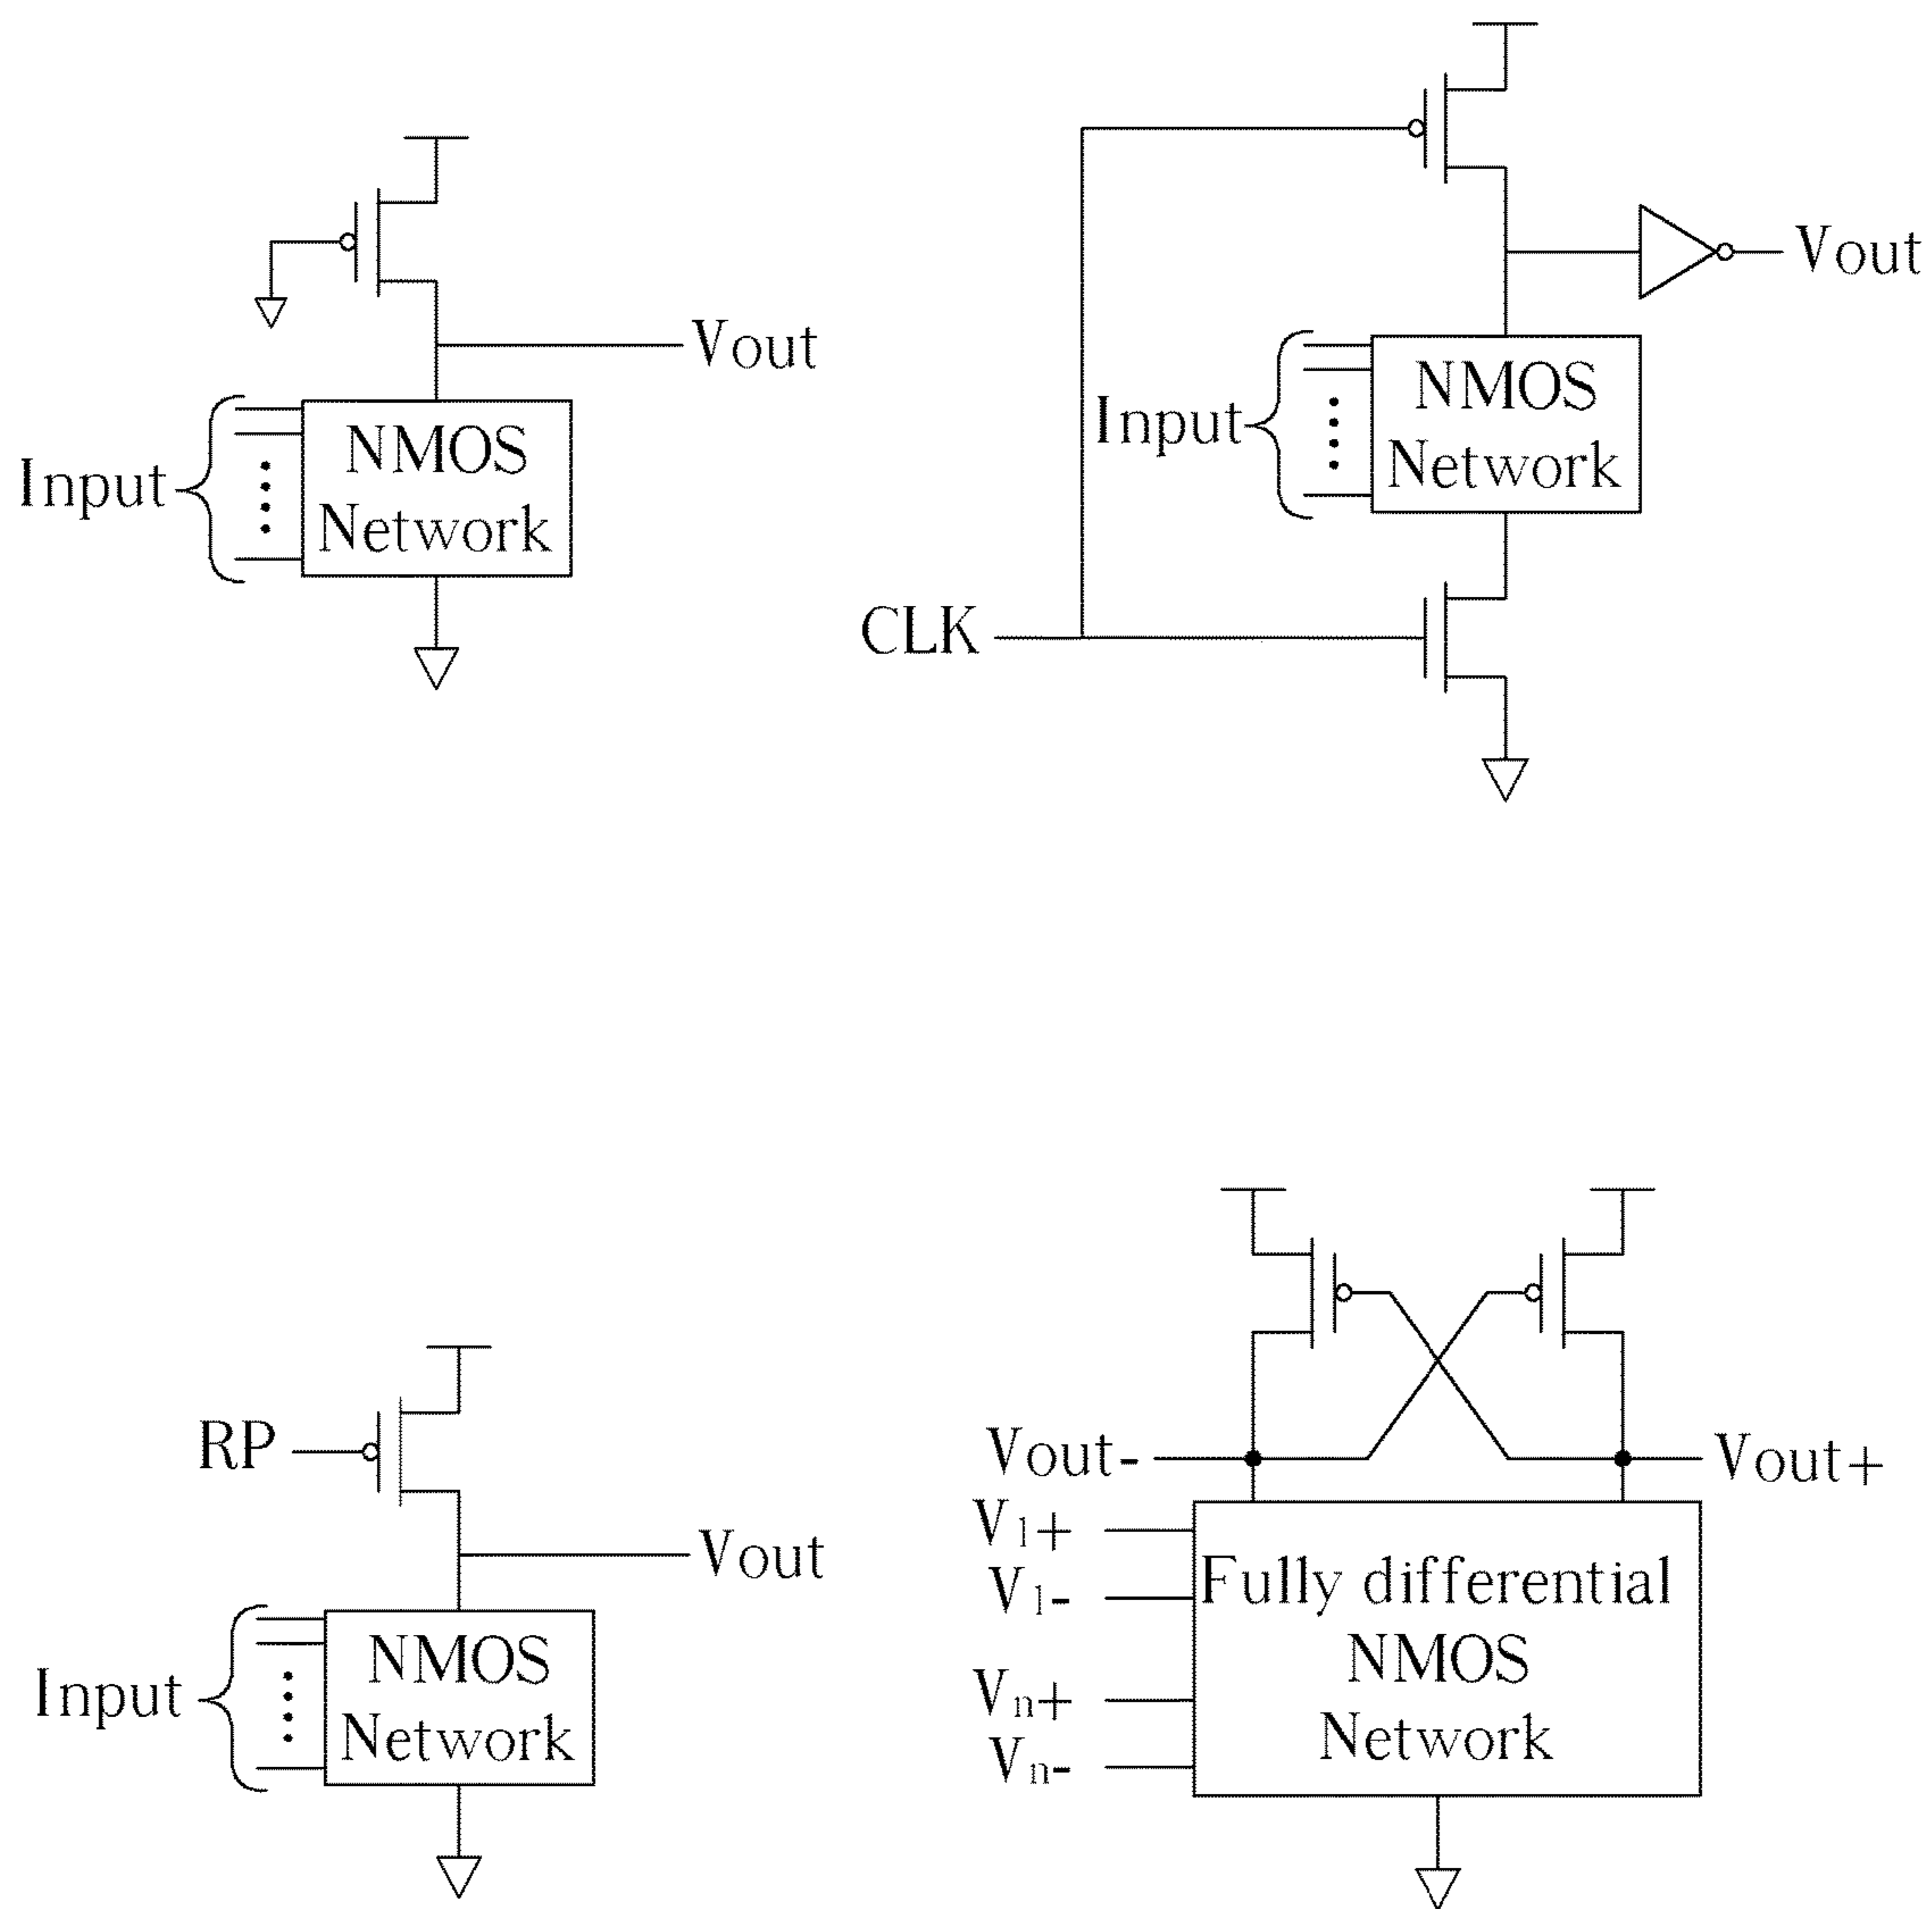 Vout
Input
NMOS
Network
Vout
Input
NMOS
Network
CLK
RP
Vout
Input
NMOS
Network
Vout-
Vout+
V1+
V1-
Vn+
Vn-
Fully differential
NMOS
Network